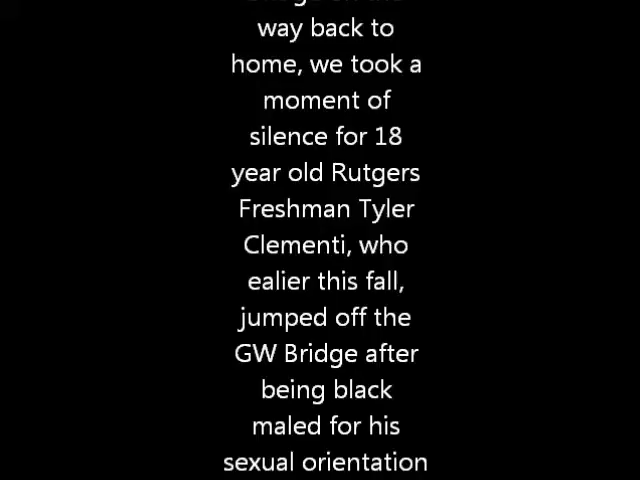 way back to
home, we took a
moment of
silence for 18
year old Rutgers
Freshman Tyler
Clementi, who
ealier this fall,
jumped off the
GW Bridge after
being black
maled for his
sexual orientation